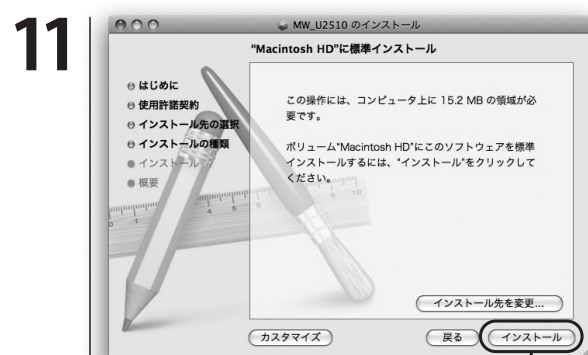 11
MW_U2510 のインストール
“Macintosh HD”に標準インストール
はじめに
使用許諾契約
インストール先の選択
インストールの種類
インストール
概要
この操作には、コンピュータ上に 15.2 MB の領域が必
要です。
ボリューム“Macintosh HD”にこのソフトウェアを標準
インストールするには、“インストール”をクリックして
ください。
4 5
9 10
インストール先を変更...
カスタマイズ
戻る
インストール